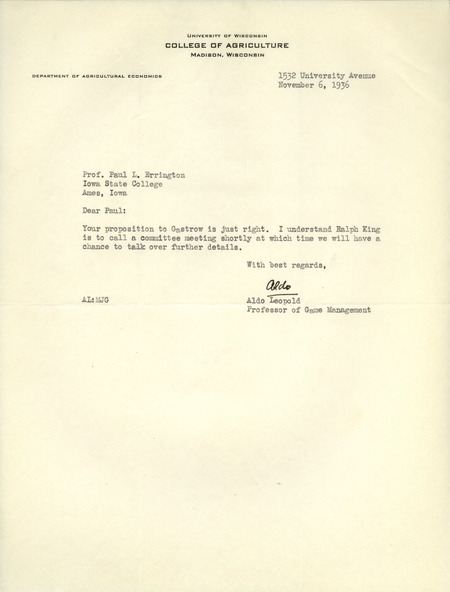 UNIVERSITY OF WISCONSIN
COLLEGE OF AGRICULTURE
MADISON, WISCONSIN
DEPARTMENT OF AGRICULTURAL ECONOMICS
1532 University Avenue
November 6, 1936
Prof. Paul L. Errington
Iowa State College
Ames, Iowa
Dear Paul:
Your proposition to Gastrow is just right. I understand Ralph King
is to call a committee meeting shortly at which time we will have a
chance to talk over further details.
With best regards,
Aldo
AL:MJG
Aldo Leopold
Professor of Game Management